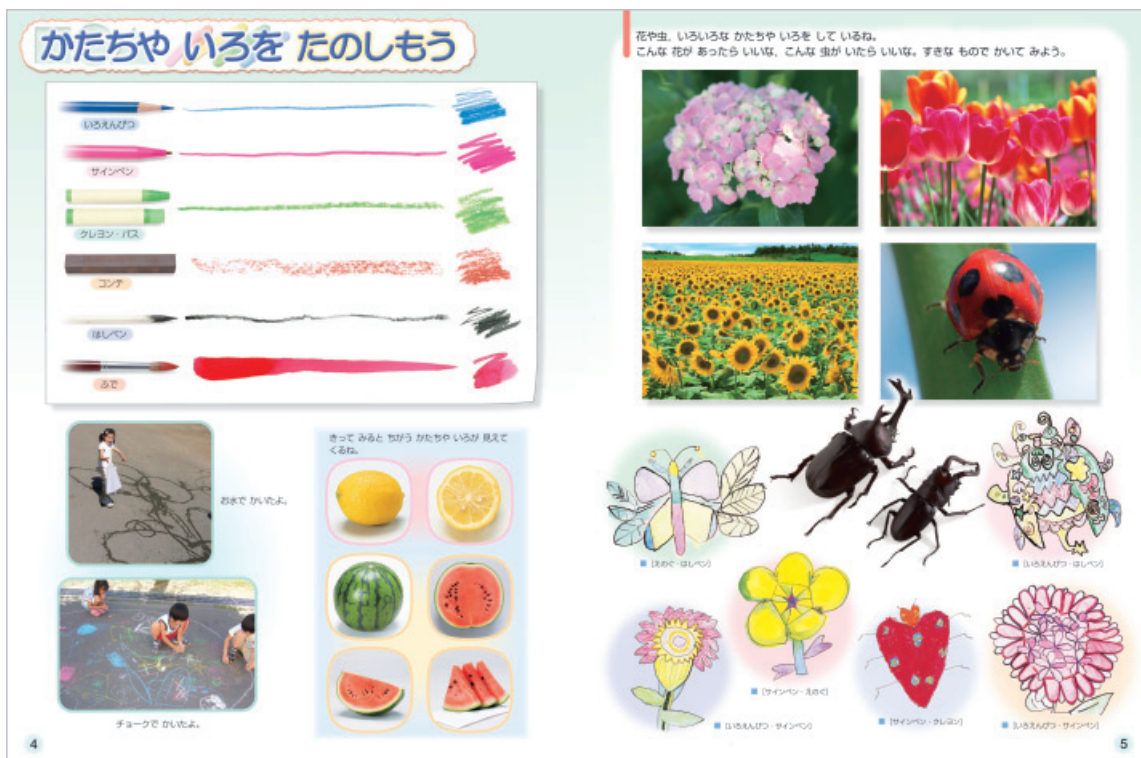 かたちや いろを たのしもう
いろえんぴつ
サインペン
クレヨン・パス
コンテ
はしペン
ふで
お水で かいたよ。
チョークで かいたよ。
きって みると ちがう かたちや いろが 見えて
くるね。
4
花や虫、いろいろな かたちや いろを して いるね。
こんな 花が あったら いいな、こんな 虫が いたら いいな。すきな もので かいて みよう。
[えのぐ・はしペン]
[いろえんぴつ・はしペン]
[サインペン・えのぐ]
[いろえんぴつ・サインペン]
[サインペン・クレヨン]
[いろえんぴつ・サインペン]
5